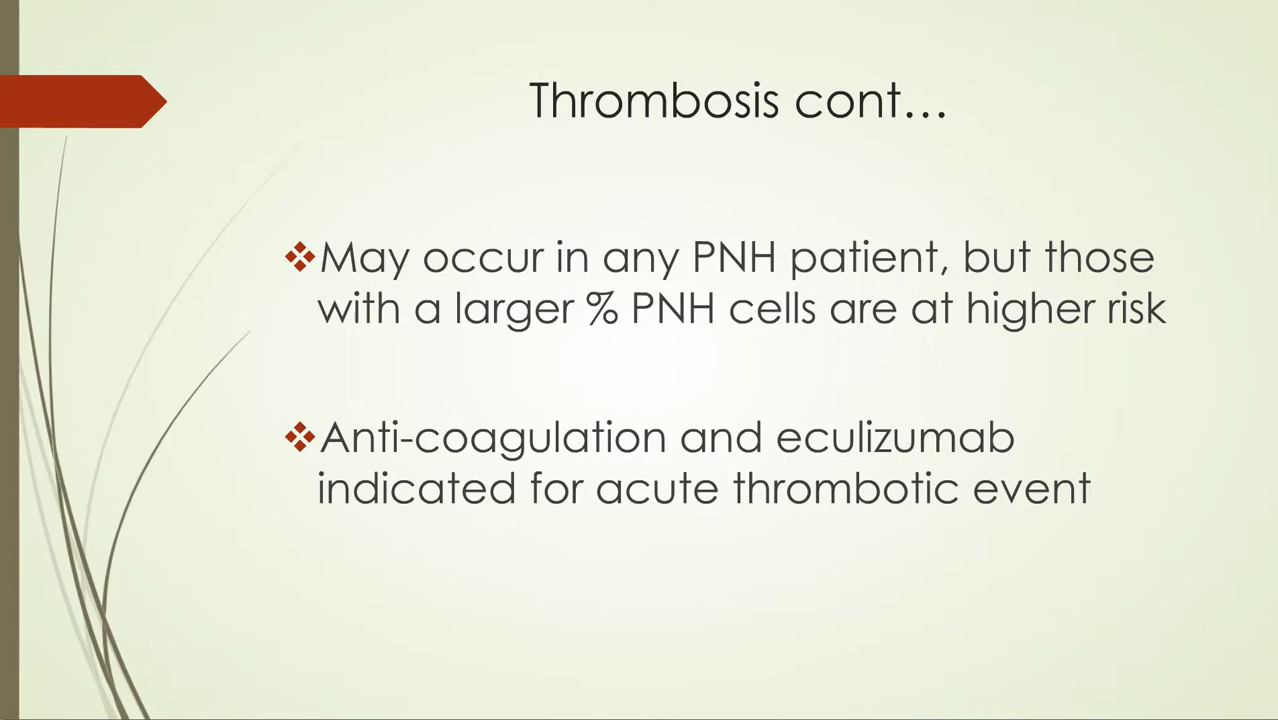 Thrombosis cont…
❖May occur in any PNH patient, but those
with a larger % PNH cells are at higher risk
❖Anti-coagulation and eculizumab
indicated for acute thrombotic event